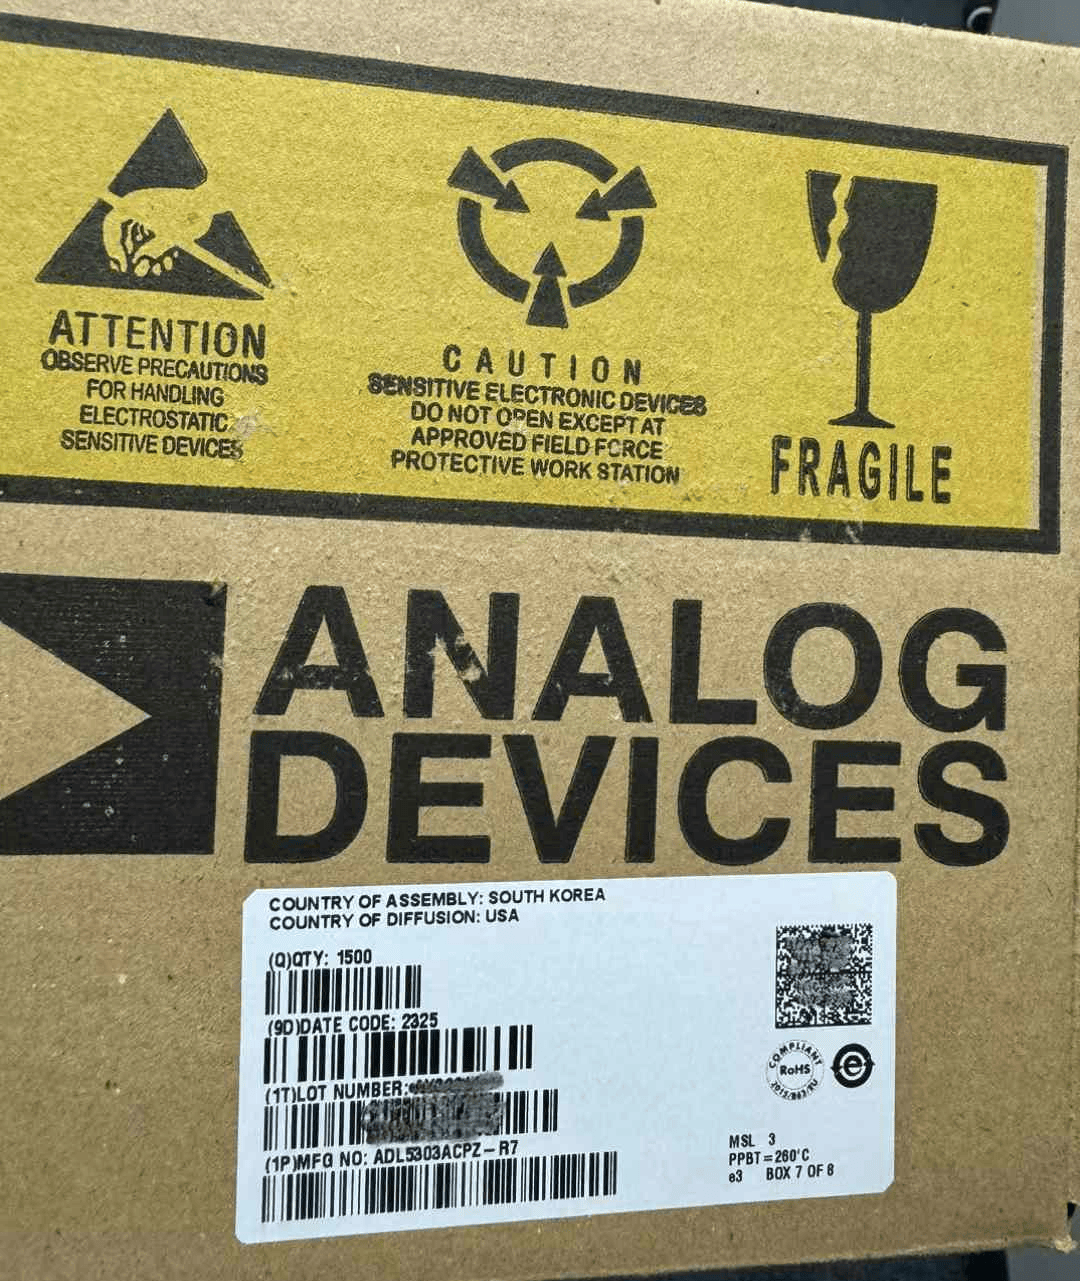 ATTENTION
OBSERVE PRECAUTIONS
FOR HANDLING
ELECTROSTATIC
SENSITIVE DEVICES
CAUTION
SENSITIVE ELECTRONIC DEVICES
DO NOT OPEN EXCEPT AT
APPROVED FIELD FORCE
PROTECTIVE WORK STATION
FRAGILE
ANALOG
DEVICES
COUNTRY OF ASSEMBLY: SOUTH KOREA
COUNTRY OF DIFFUSION: USA
(Q)QTY: 1500
(9D)DATE CODE: 2325
(1T)LOT NUMBER:
(1P)MFG NO: ADL5303ACPZ-R7
COMPLIANT
RoHS
2015/863/EU
e
MSL 3
PPBT=260°C
e3 BOX 7 OF 8